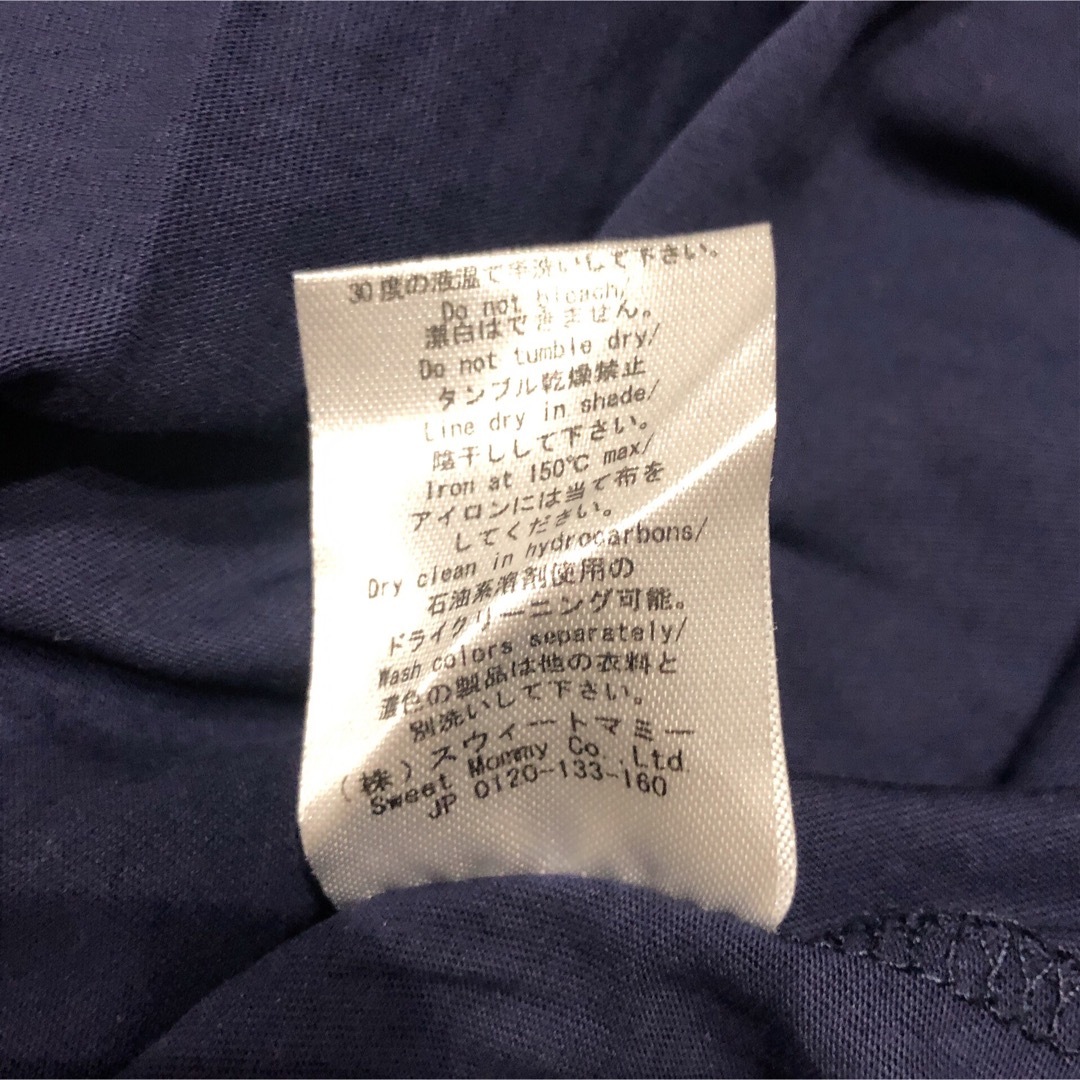 30度の液温で手洗いして下さい。
Do not bleach/
漂白はできません。
Do not tumble dry/
タンブル乾燥禁止
Line dry in shade/
陰干しして下さい。
Iron at 150℃ max/
アイロンには当て布を
してください。
Dry clean in hydrocarbons/
石油系溶剤使用の
ドライクリーニング可能。
Wash colors separately/
濃色の製品は他の衣料と
別洗いして下さい。
(株)スウィートマミー
Sweet Mommy Co.,Ltd.
JP 0120-133-160